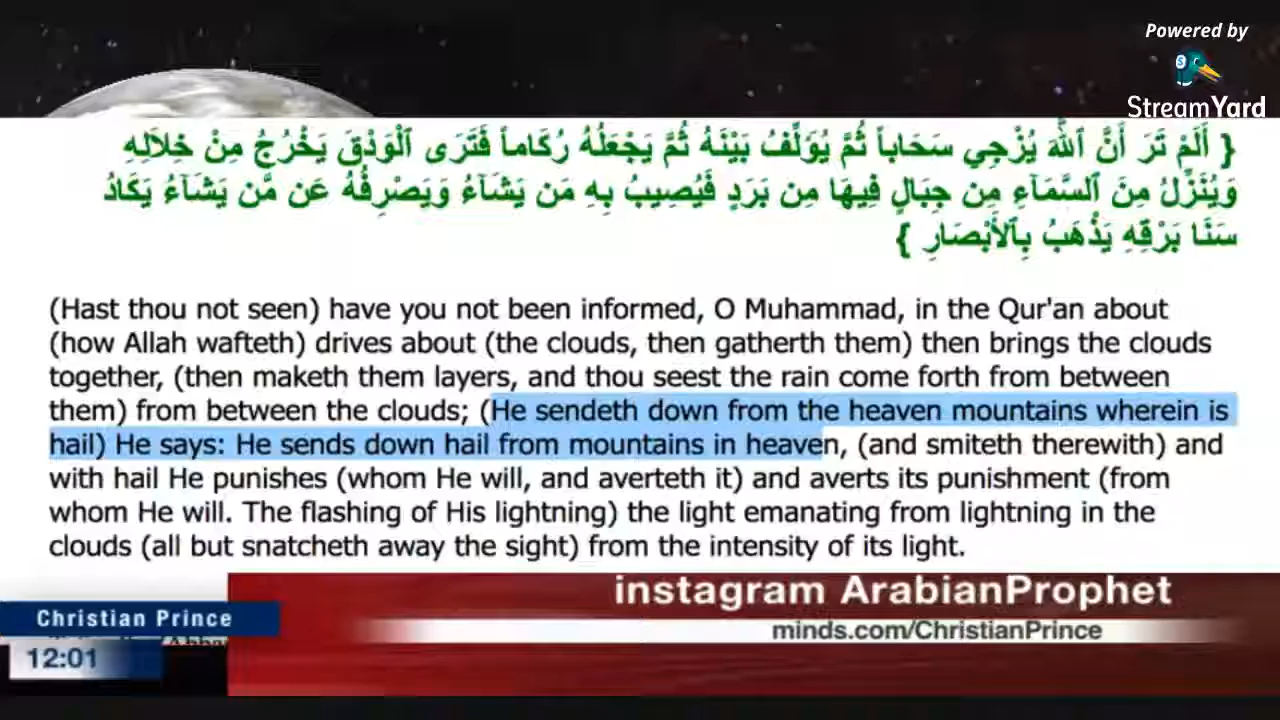 Powered by
StreamYard
{ أَلَمْ تَرَ أَنَّ ٱللَّهَ يُزْجِي سَحَاباً ثُمَّ يُؤَلِّفُ بَيْنَهُ ثُمَّ يَجْعَلُهُ رُكَاماً فَتَرَى ٱلْوَدْقَ يَخْرُجُ مِنْ خِلاَلِهِ
وَيُنَزِّلُ مِنَ ٱلسَّمَآءِ مِن جِبَالٍ فِيهَا مِن بَرَدٍ فَيُصِيبُ بِهِ مَن يَشَآءُ وَيَصْرِفُهُ عَن مَّن يَشَآءُ يَكَادُ
سَنَا بَرْقِهِ يَذْهَبُ بِٱلأَبْصَارِ }
(Hast thou not seen) have you not been informed, O Muhammad, in the Qur'an about
(how Allah wafteth) drives about (the clouds, then gatherth them) then brings the clouds
together, (then maketh them layers, and thou seest the rain come forth from between
them) from between the clouds; (He sendeth down from the heaven mountains wherein is
hail) He says: He sends down hail from mountains in heaven, (and smiteth therewith) and
with hail He punishes (whom He will, and averteth it) and averts its punishment (from
whom He will. The flashing of His lightning) the light emanating from lightning in the
clouds (all but snatcheth away the sight) from the intensity of its light.
instagram ArabianProphet
Christian Prince
minds.com/ChristianPrince
12:01